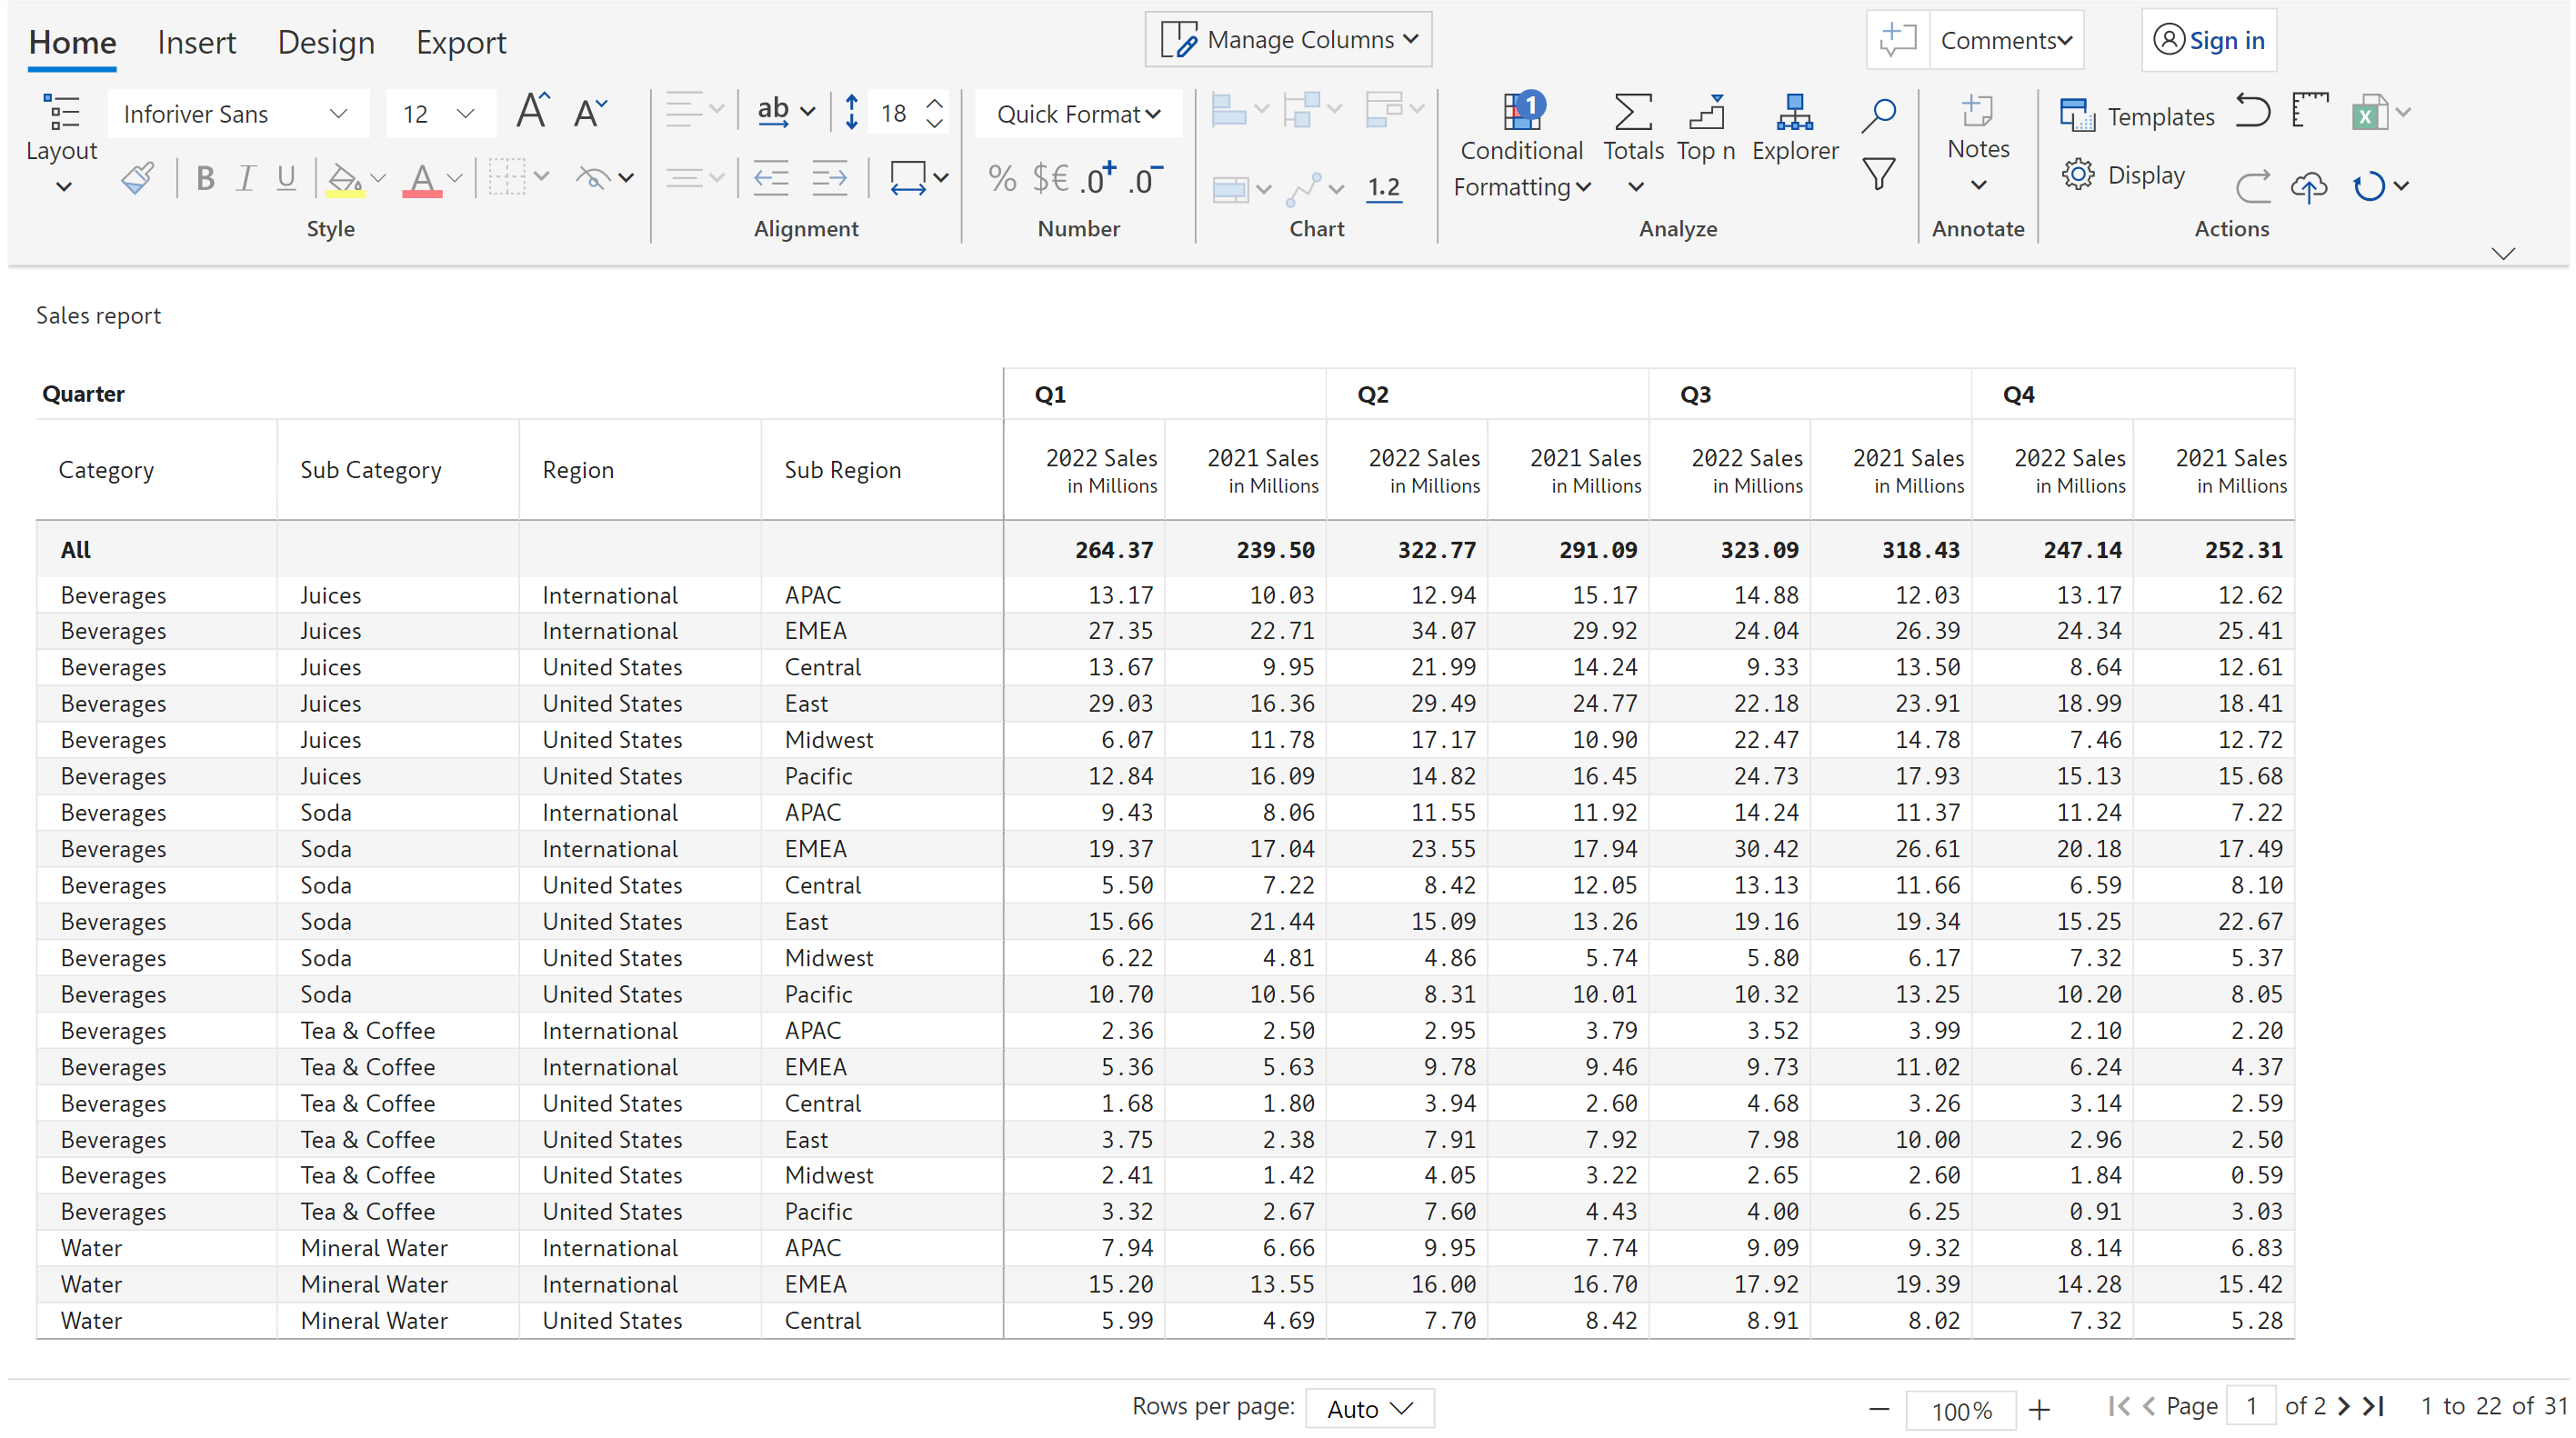 Home Insert Design Export Manage Columns Comments Sign in
Inforiver Sans 12 A A ab 18 Quick Format 1 Templates
Layout Conditional Formatting Totals Top n Explorer Notes
B I U A % $€ .0 .0 1.2 X Display
Style Alignment Number Chart Analyze Annotate Actions
Sales report
Quarter Q1 Q2 Q3 Q4
Category Sub Category Region Sub Region 2022 Sales 2021 Sales 2022 Sales 2021 Sales 2022 Sales 2021 Sales 2022 Sales 2021 Sales
in Millions in Millions in Millions in Millions in Millions in Millions in Millions in Millions
All 264.37 239.50 322.77 291.09 323.09 318.43 247.14 252.31
Beverages Juices International APAC 13.17 10.03 12.94 15.17 14.88 12.03 13.17 12.62
Beverages Juices International EMEA 27.35 22.71 34.07 29.92 24.04 26.39 24.34 25.41
Beverages Juices United States Central 13.67 9.95 21.99 14.24 9.33 13.50 8.64 12.61
Beverages Juices United States East 29.03 16.36 29.49 24.77 22.18 23.91 18.99 18.41
Beverages Juices United States Midwest 6.07 11.78 17.17 10.90 22.47 14.78 7.46 12.72
Beverages Juices United States Pacific 12.84 16.09 14.82 16.45 24.73 17.93 15.13 15.68
Beverages Soda International APAC 9.43 8.06 11.55 11.92 14.24 11.37 11.24 7.22
Beverages Soda International EMEA 19.37 17.04 23.55 17.94 30.42 26.61 20.18 17.49
Beverages Soda United States Central 5.50 7.22 8.42 12.05 13.13 11.66 6.59 8.10
Beverages Soda United States East 15.66 21.44 15.09 13.26 19.16 19.34 15.25 22.67
Beverages Soda United States Midwest 6.22 4.81 4.86 5.74 5.80 6.17 7.32 5.37
Beverages Soda United States Pacific 10.70 10.56 8.31 10.01 10.32 13.25 10.20 8.05
Beverages Tea & Coffee International APAC 2.36 2.50 2.95 3.79 3.52 3.99 2.10 2.20
Beverages Tea & Coffee International EMEA 5.36 5.63 9.78 9.46 9.73 11.02 6.24 4.37
Beverages Tea & Coffee United States Central 1.68 1.80 3.94 2.60 4.68 3.26 3.14 2.59
Beverages Tea & Coffee United States East 3.75 2.38 7.91 7.92 7.98 10.00 2.96 2.50
Beverages Tea & Coffee United States Midwest 2.41 1.42 4.05 3.22 2.65 2.60 1.84 0.59
Beverages Tea & Coffee United States Pacific 3.32 2.67 7.60 4.43 4.00 6.25 0.91 3.03
Water Mineral Water International APAC 7.94 6.66 9.95 7.74 9.09 9.32 8.14 6.83
Water Mineral Water International EMEA 15.20 13.55 16.00 16.70 17.92 19.39 14.28 15.42
Water Mineral Water United States Central 5.99 4.69 7.70 8.42 8.91 8.02 7.32 5.28
Rows per page: Auto 100% Page 1 of 2 1 to 22 of 31